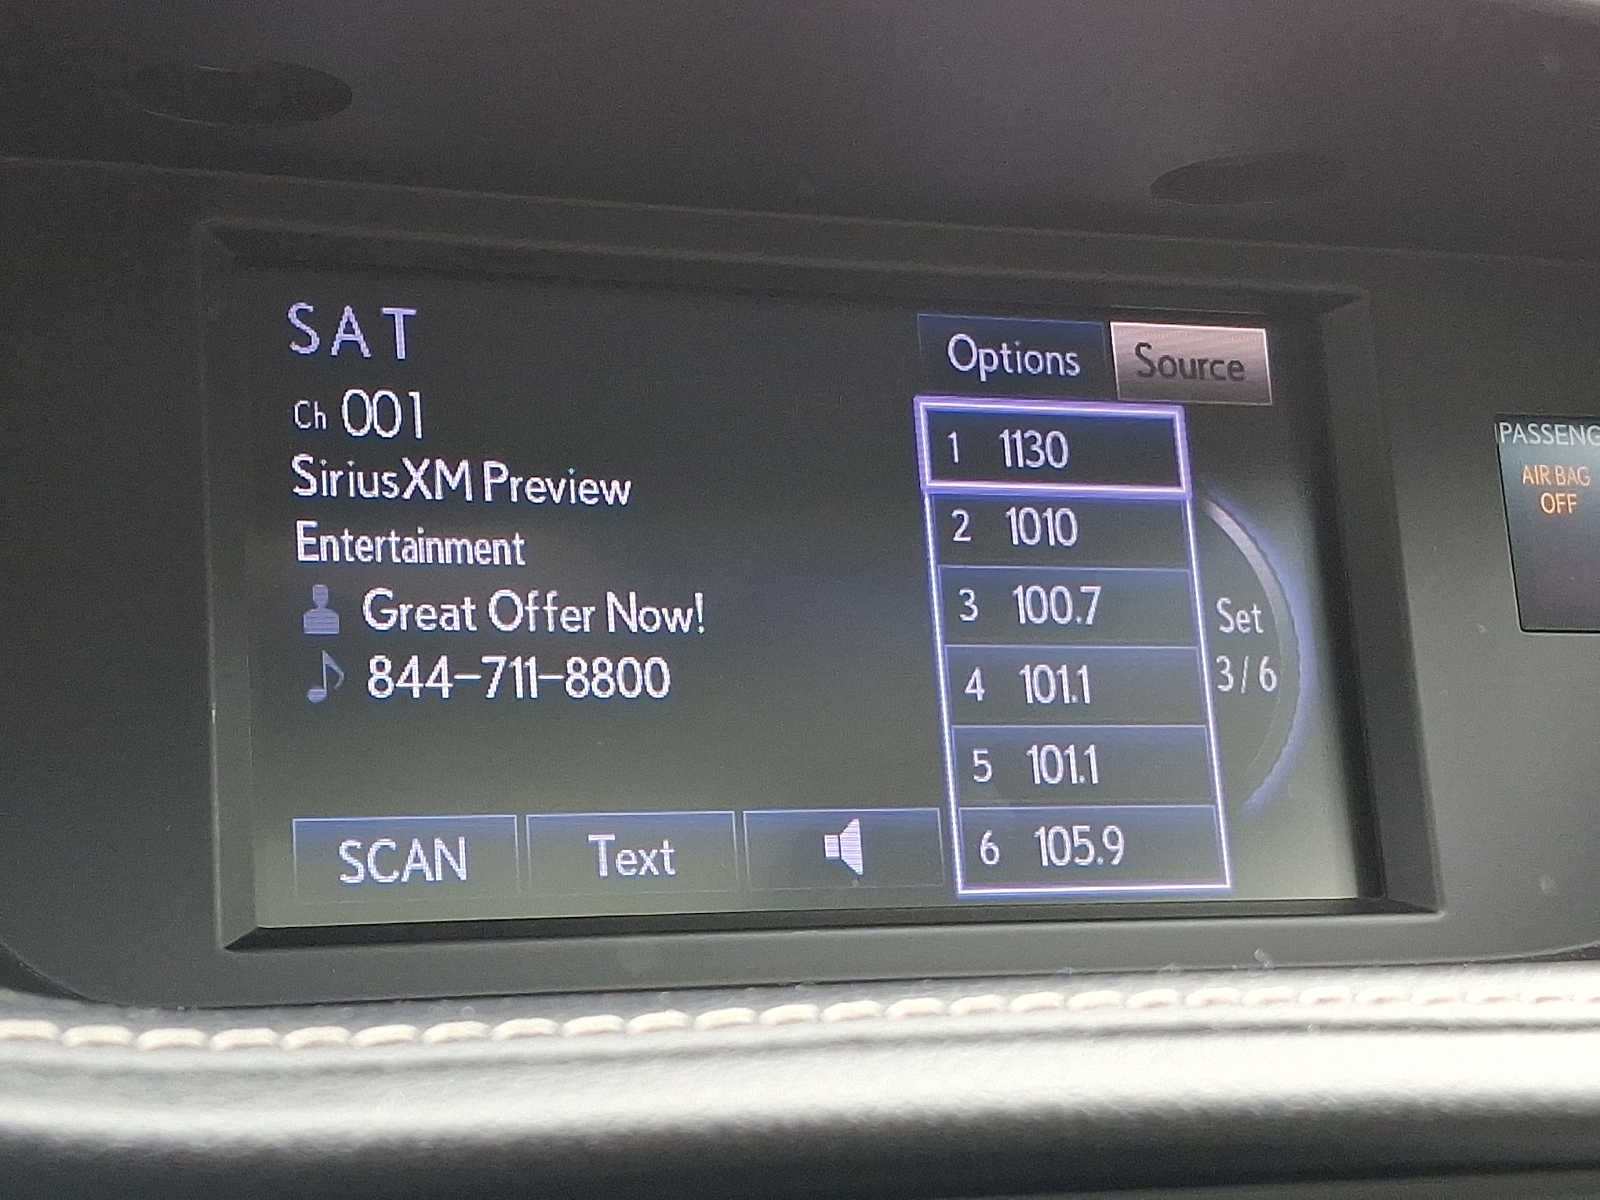 SAT
Ch 001
SiriusXM Preview
Entertainment
Great Offer Now!
844-711-8800
SCAN Text
Options Source
1 1130
2 1010
3 100.7
4 101.1
5 101.1
6 105.9
Set
3/6
PASSENG
AIR BAG
OFF